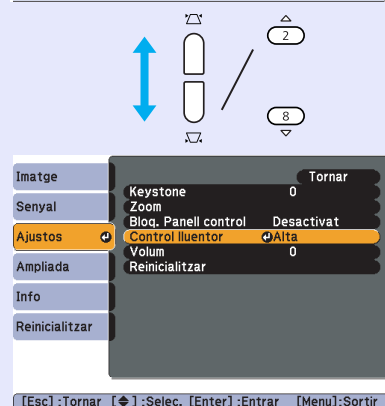 2
8
Imatge
Senyal
Ajustos
Ampliada
Info
Reinicialitzar
Tornar
Keystone 0
Zoom
Bloq. Panell control Desactivat
Control lluentor Alta
Volum 0
Reinicialitzar
[Esc] :Tornar [◆] :Selec. [Enter] :Entrar [Menu]:Sortir